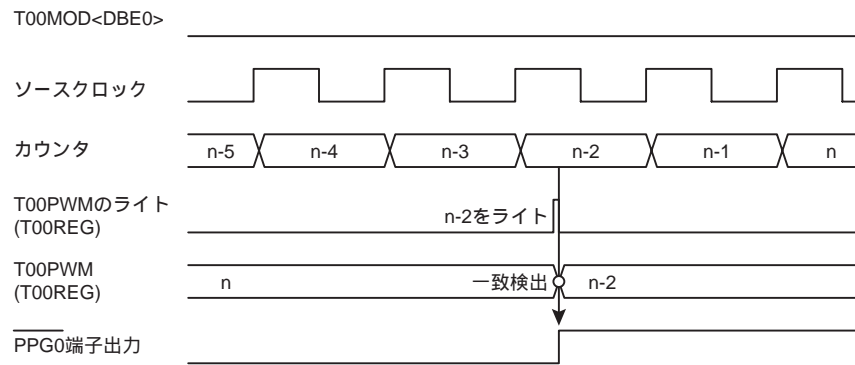 T00MOD<DBE0>
ソースクロック
カウンタ
n-5 n-4 n-3 n-2 n-1 n
T00PWMのライト
(T00REG)
n-2をライト
T00PWM
(T00REG)
n 一致検出 n-2
PPG0端子出力